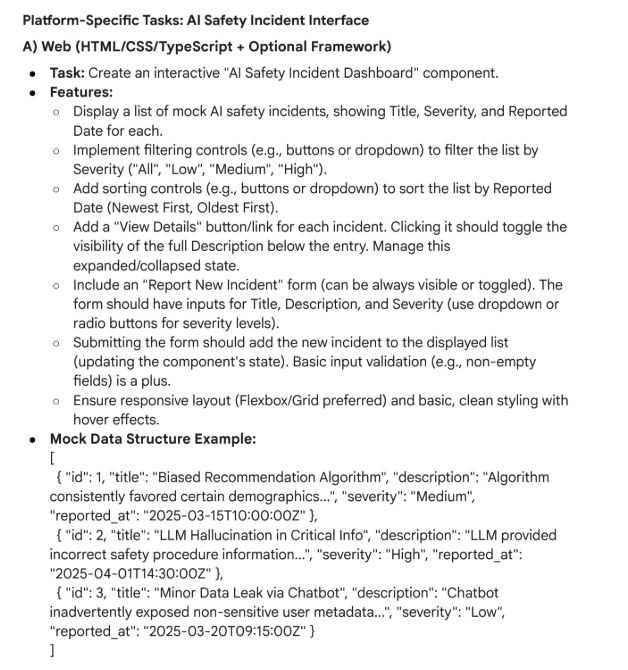 Platform-Specific Tasks: AI Safety Incident Interface
A) Web (HTML/CSS/TypeScript + Optional Framework)
● Task: Create an interactive "AI Safety Incident Dashboard" component.
● Features:
○ Display a list of mock AI safety incidents, showing Title, Severity, and Reported
Date for each.
○ Implement filtering controls (e.g., buttons or dropdown) to filter the list by
Severity ("All", "Low", "Medium", "High").
○ Add sorting controls (e.g., buttons or dropdown) to sort the list by Reported
Date (Newest First, Oldest First).
○ Add a "View Details" button/link for each incident. Clicking it should toggle the
visibility of the full Description below the entry. Manage this
expanded/collapsed state.
○ Include an "Report New Incident" form (can be always visible or toggled). The
form should have inputs for Title, Description, and Severity (use dropdown or
radio buttons for severity levels).
○ Submitting the form should add the new incident to the displayed list
(updating the component's state). Basic input validation (e.g., non-empty
fields) is a plus.
○ Ensure responsive layout (Flexbox/Grid preferred) and basic, clean styling with
hover effects.
● Mock Data Structure Example:
[
{ "id": 1, "title": "Biased Recommendation Algorithm", "description": "Algorithm
consistently favored certain demographics...", "severity": "Medium",
"reported_at": "2025-03-15T10:00:00Z" },
{ "id": 2, "title": "LLM Hallucination in Critical Info", "description": "LLM provided
incorrect safety procedure information...", "severity": "High", "reported_at":
"2025-04-01T14:30:00Z" },
{ "id": 3, "title": "Minor Data Leak via Chatbot", "description": "Chatbot
inadvertently exposed non-sensitive user metadata...", "severity": "Low",
"reported_at": "2025-03-20T09:15:00Z" }
]